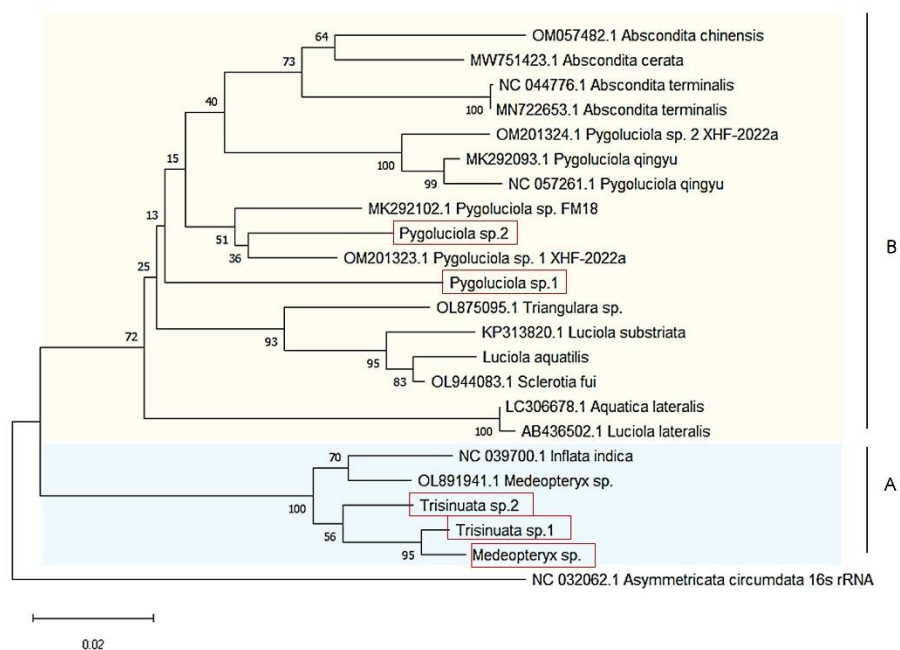 OM057482.1 Abscondita chinensis
64
MW751423.1 Abscondita cerata
73
NC 044776.1 Abscondita terminalis
100
MN722653.1 Abscondita terminalis
40
OM201324.1 Pygoluciola sp. 2 XHF-2022a
100
MK292093.1 Pygoluciola qingyu
99
NC 057261.1 Pygoluciola qingyu
15
MK292102.1 Pygoluciola sp. FM18
51
Pygoluciola sp.2
36
OM201323.1 Pygoluciola sp. 1 XHF-2022a
13
Pygoluciola sp.1
25
OL875095.1 Triangulara sp.
93
KP313820.1 Luciola substriata
95
Luciola aquatilis
83
OL944083.1 Sclerotia fui
72
LC306678.1 Aquatica lateralis
100
AB436502.1 Luciola lateralis
B
NC 039700.1 Inflata indica
70
OL891941.1 Medeopteryx sp.
100
Trisinuata sp.2
56
Trisinuata sp.1
95
Medeopteryx sp.
A
NC 032062.1 Asymmetricata circumdata 16s rRNA
0.02